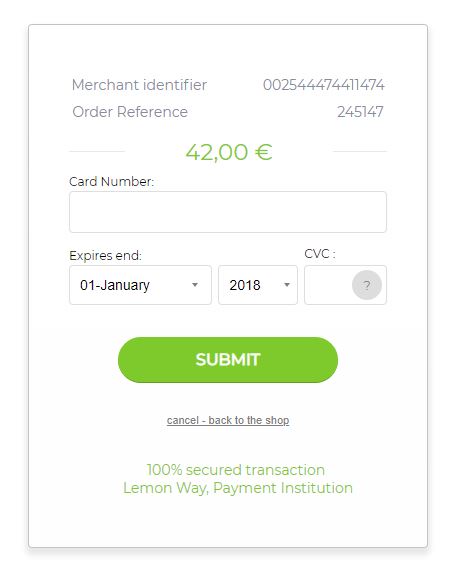 Merchant identifier 002544474411474
Order Reference 245147
42,00 €
Card Number:
Expires end: CVC :
01-January 2018 ?
SUBMIT
cancel - back to the shop
100% secured transaction
Lemon Way, Payment Institution